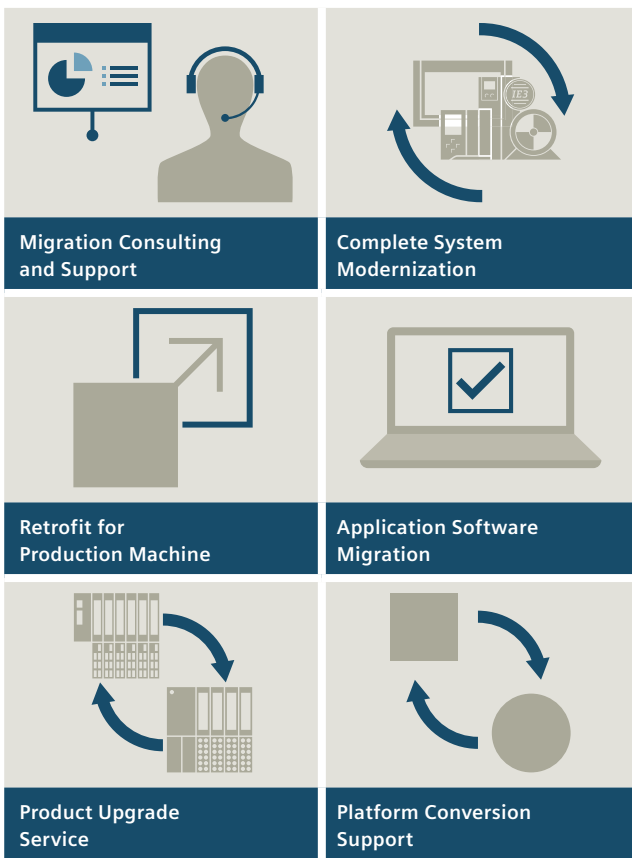 IE3
Migration Consulting
and Support
Complete System
Modernization
Retrofit for
Production Machine
Application Software
Migration
Product Upgrade
Service
Platform Conversion
Support